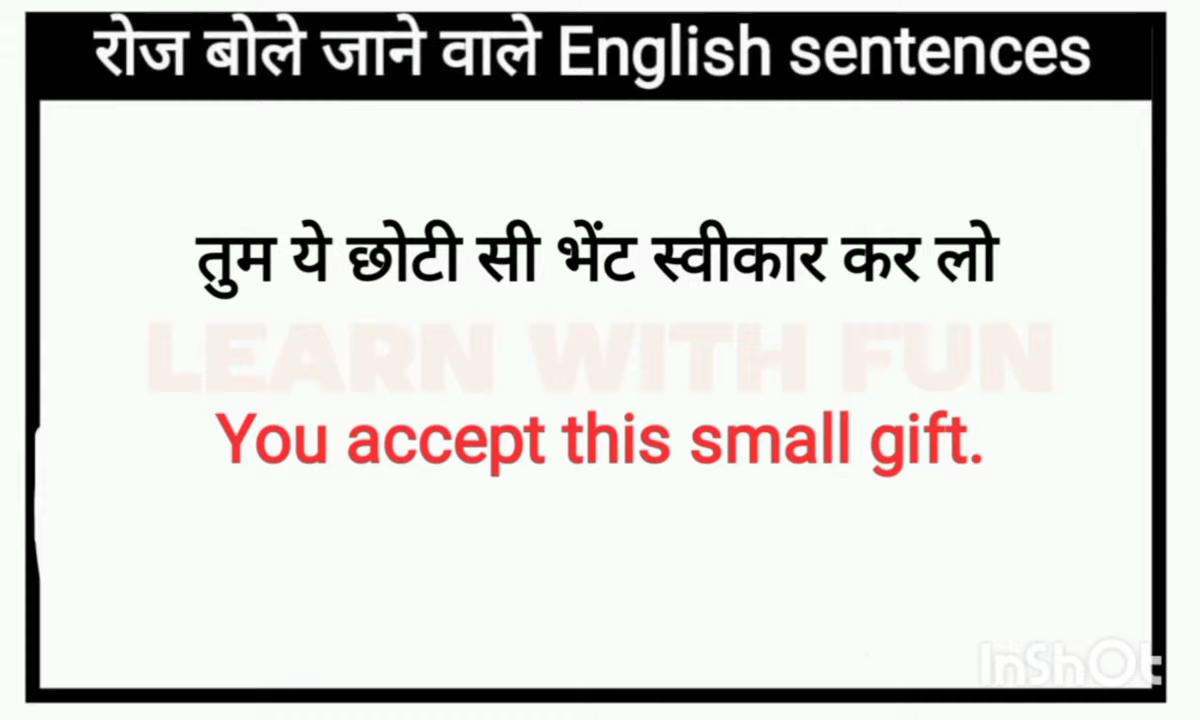 रोज बोले जाने वाले English sentences
तुम ये छोटी सी भेंट स्वीकार कर लो
LEARN WITH FUN
You accept this small gift.
InShOt